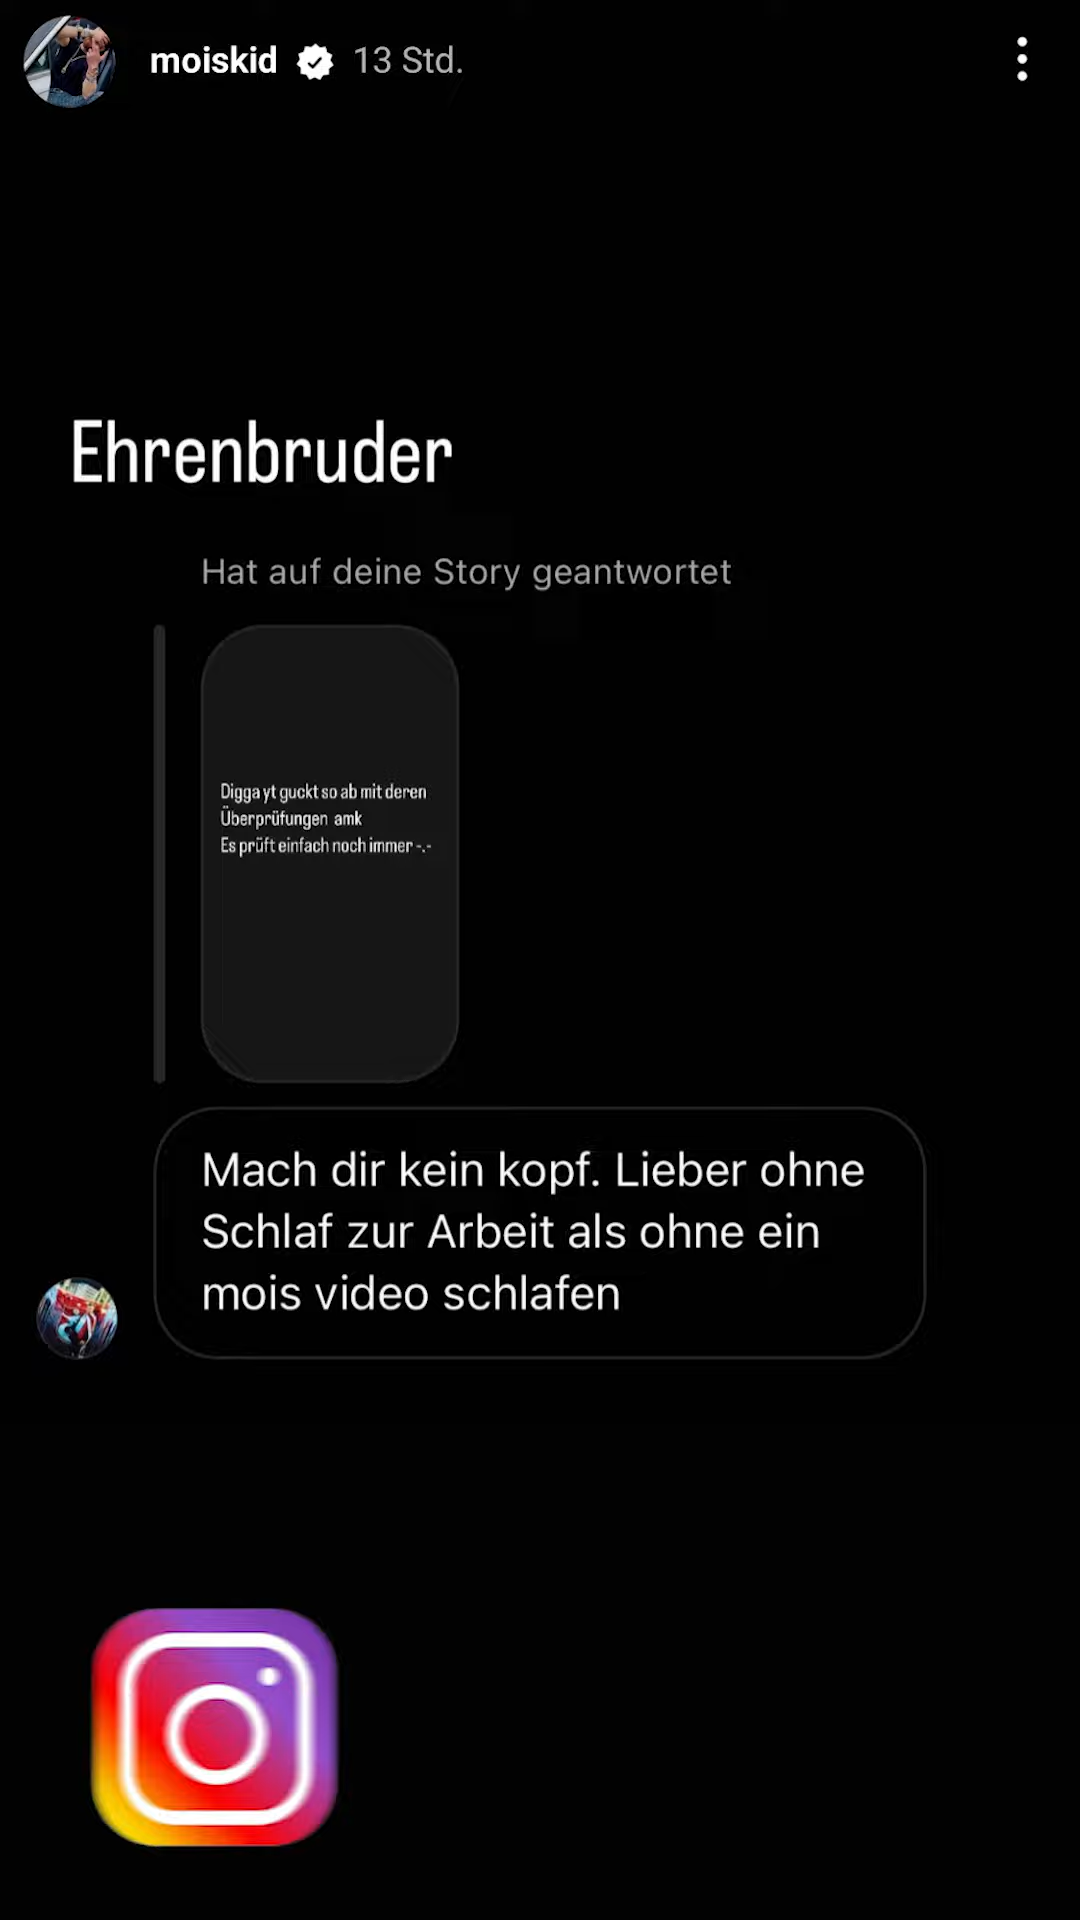 moiskid 13 Std.
Ehrenbruder
Hat auf deine Story geantwortet
Digga yt guckt so ab mit deren
Überprüfungen amk
Es prüft einfach noch immer -.-
Mach dir kein kopf. Lieber ohne
Schlaf zur Arbeit als ohne ein
mois video schlafen